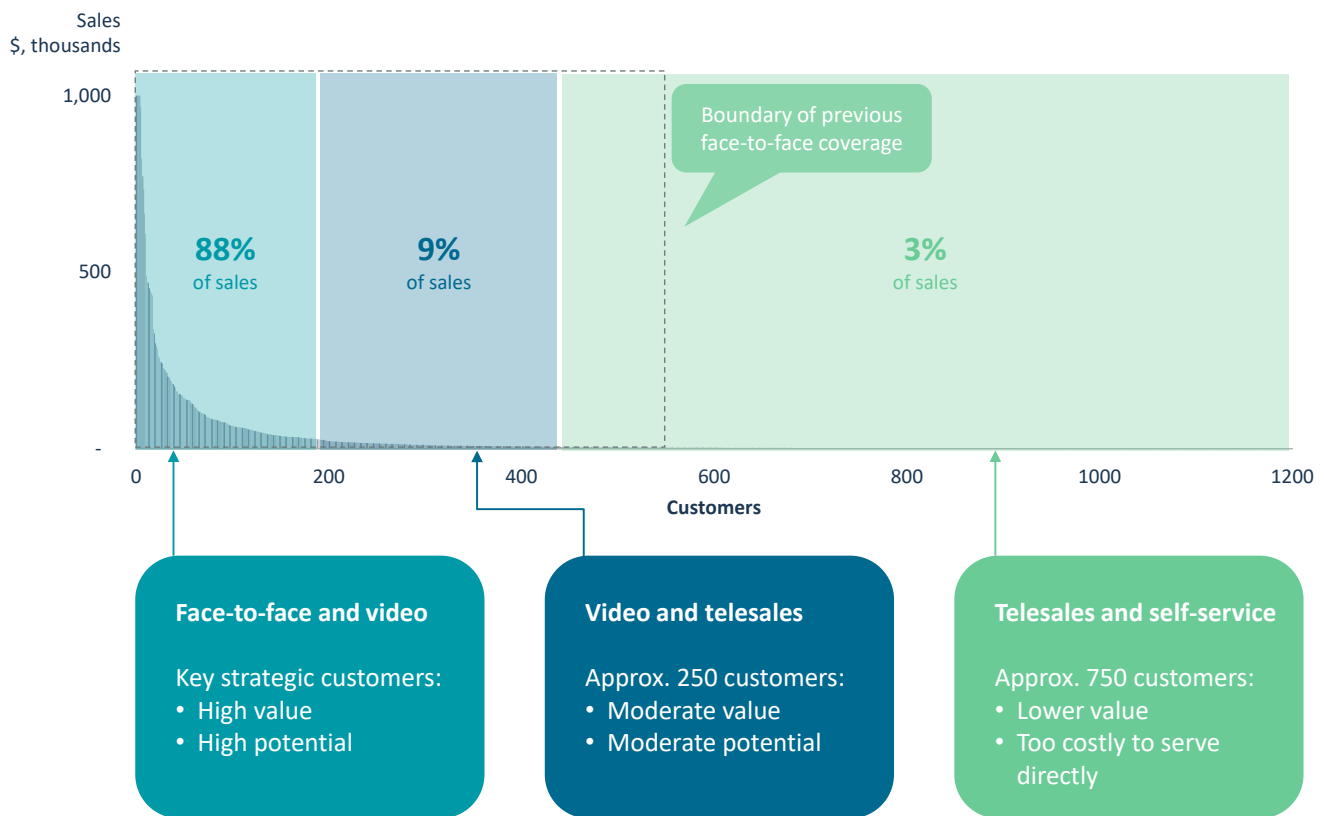 Sales
$, thousands
1,000
500
-
Boundary of previous
face-to-face coverage
88%
of sales
9%
of sales
3%
of sales
0
200
400
600
800
1000
1200
Customers
Face-to-face and video
Key strategic customers:
• High value
• High potential
Video and telesales
Approx. 250 customers:
• Moderate value
• Moderate potential
Telesales and self-service
Approx. 750 customers:
• Lower value
• Too costly to serve
directly